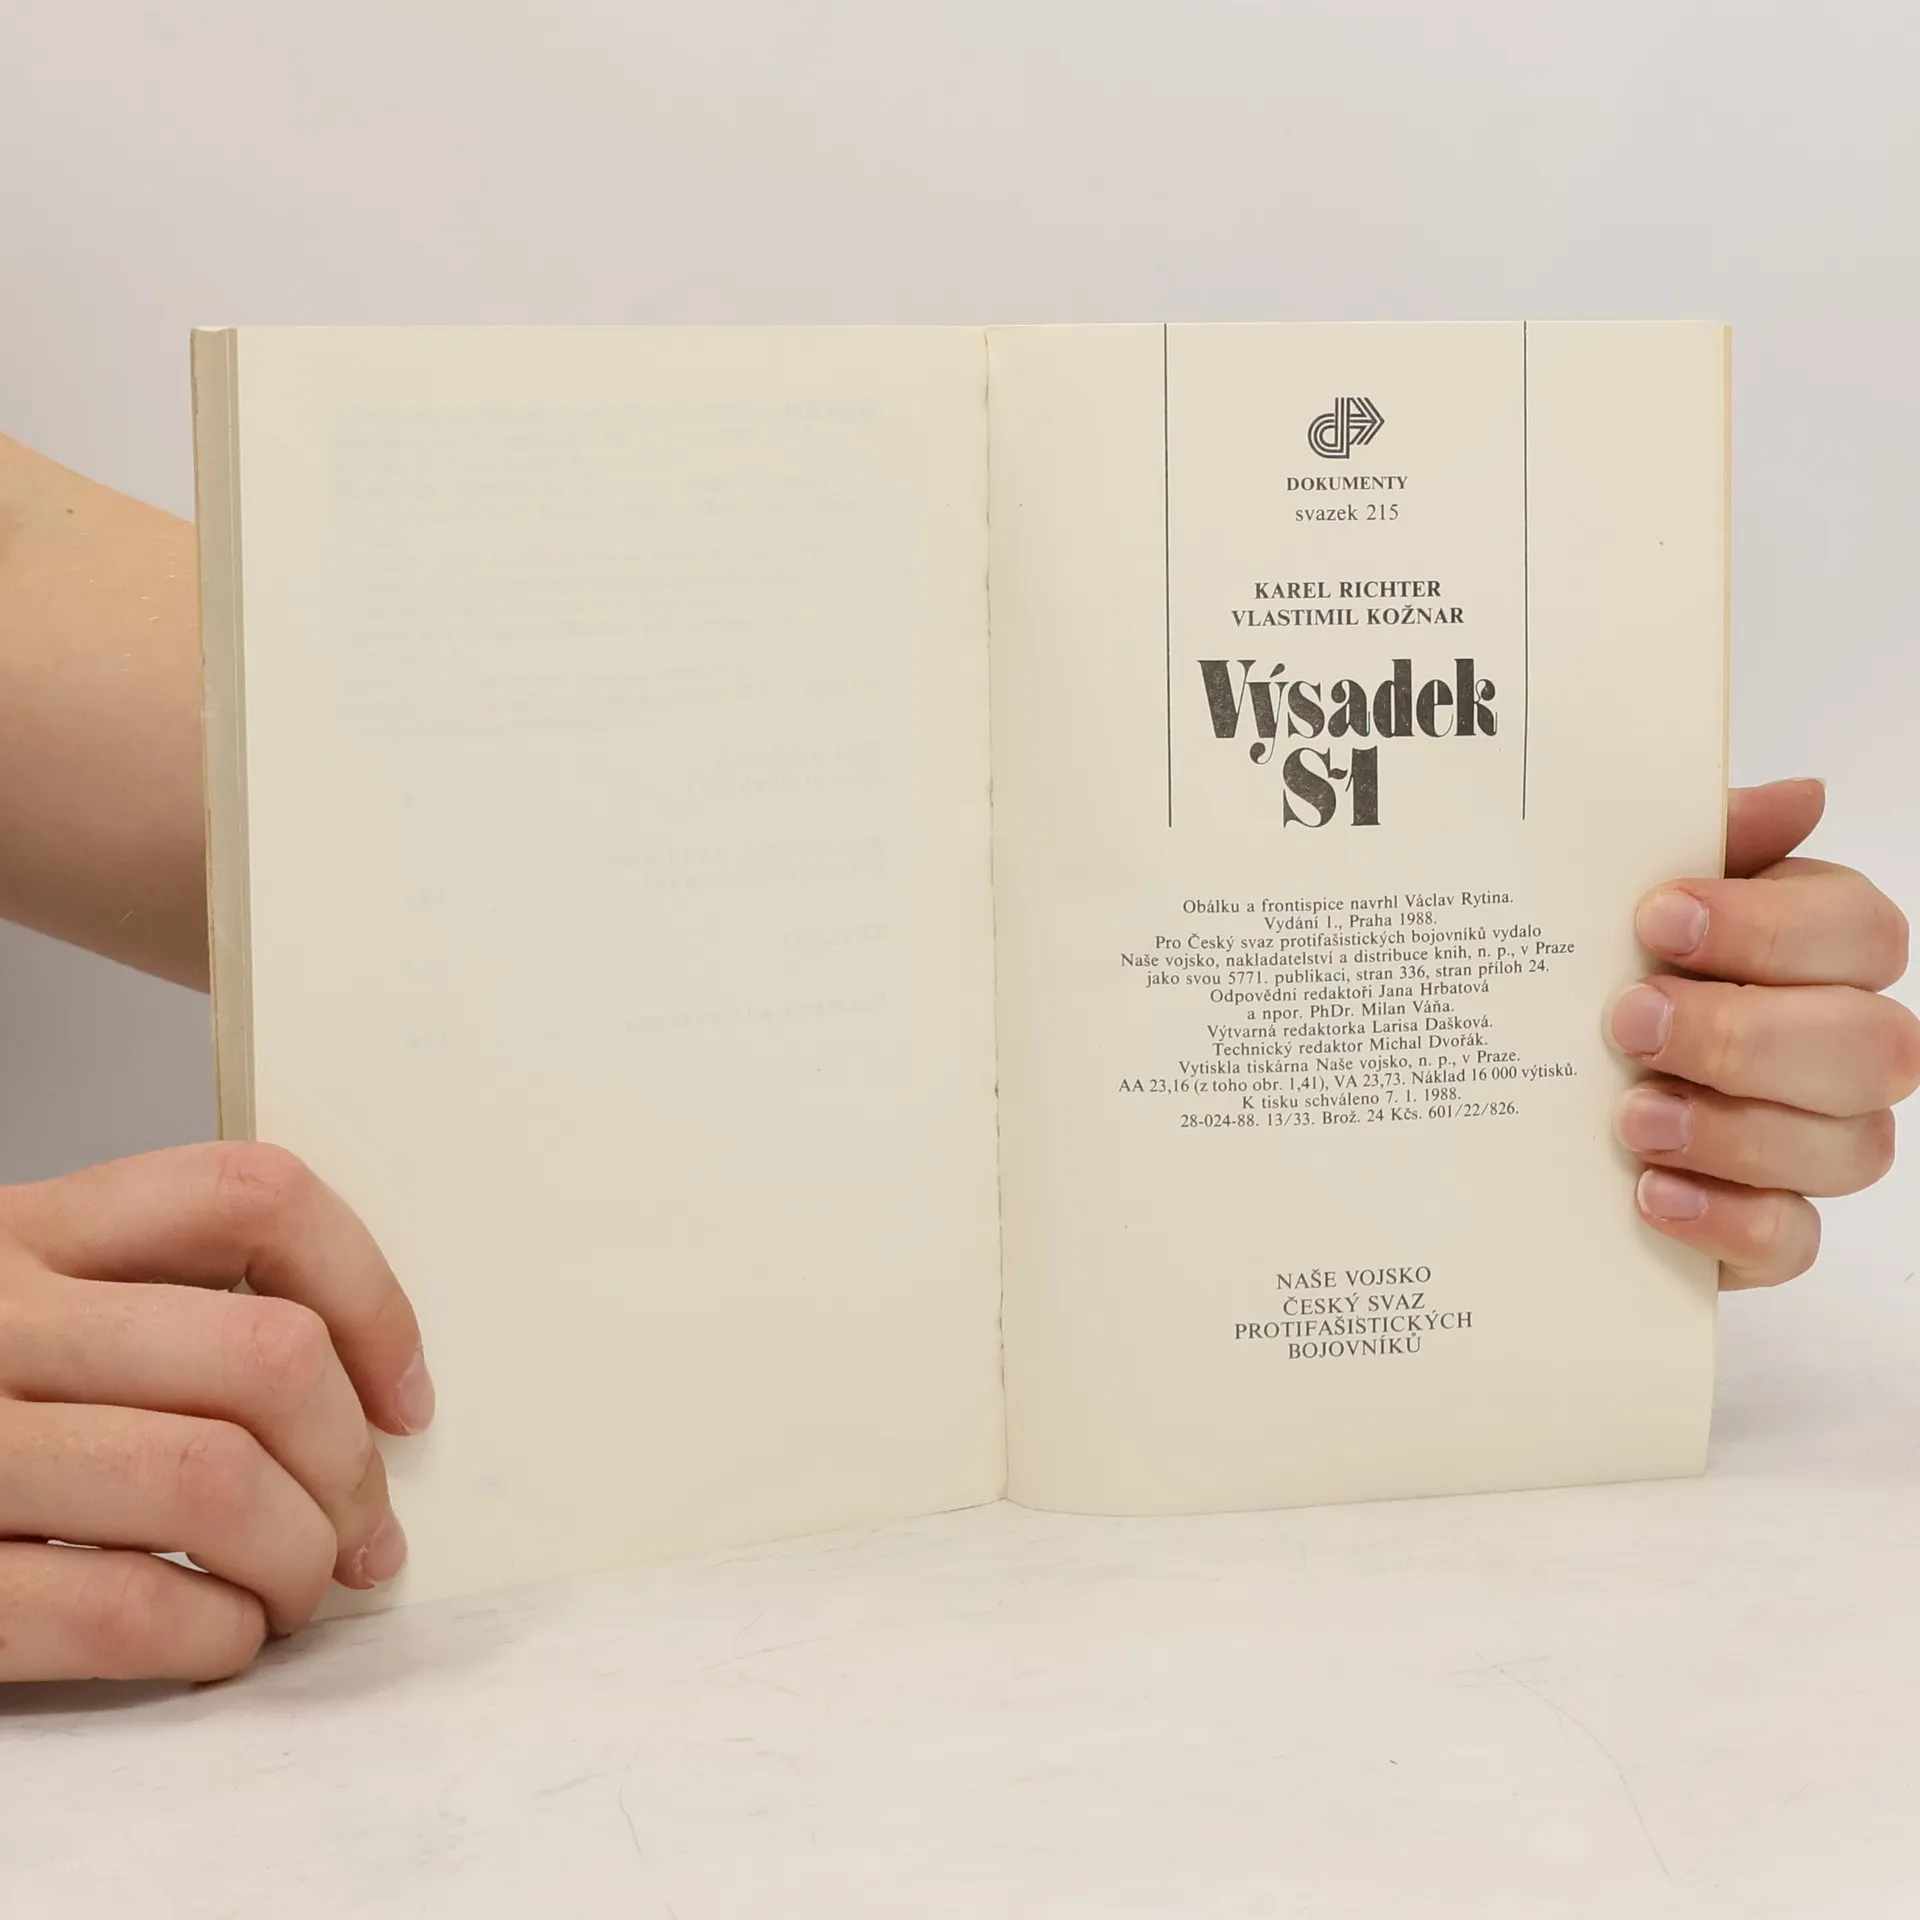 DOKUMENTY
svazek 215
KAREL RICHTER
VLASTIMIL KOŽNAR
Výsadek
S-1
Obálku a frontispice navrhl Václav Rytina.
Vydání 1., Praha 1988.
Pro Český svaz protifašistických bojovníků vydalo
Naše vojsko, nakladatelství a distribuce knih, n. p., v Praze
jako svou 5771. publikaci, stran 336, stran příloh 24.
Odpovědní redaktoři Jana Hrbatová
a npor. PhDr. Milan Váňa.
Výtvarná redaktorka Larisa Dašková.
Technický redaktor Michal Dvořák.
Vytiskla tiskárna Naše vojsko, n. p., v Praze.
AA 23,16 (z toho obr. 1,41), VA 23,73. Náklad 16 000 výtisků.
K tisku schváleno 7. 1. 1988.
28-024-88. 13/33. Brož. 24 Kčs. 601/22/826.
NAŠE VOJSKO
ČESKÝ SVAZ
PROTIFAŠISTICKÝCH
BOJOVNÍKŮ